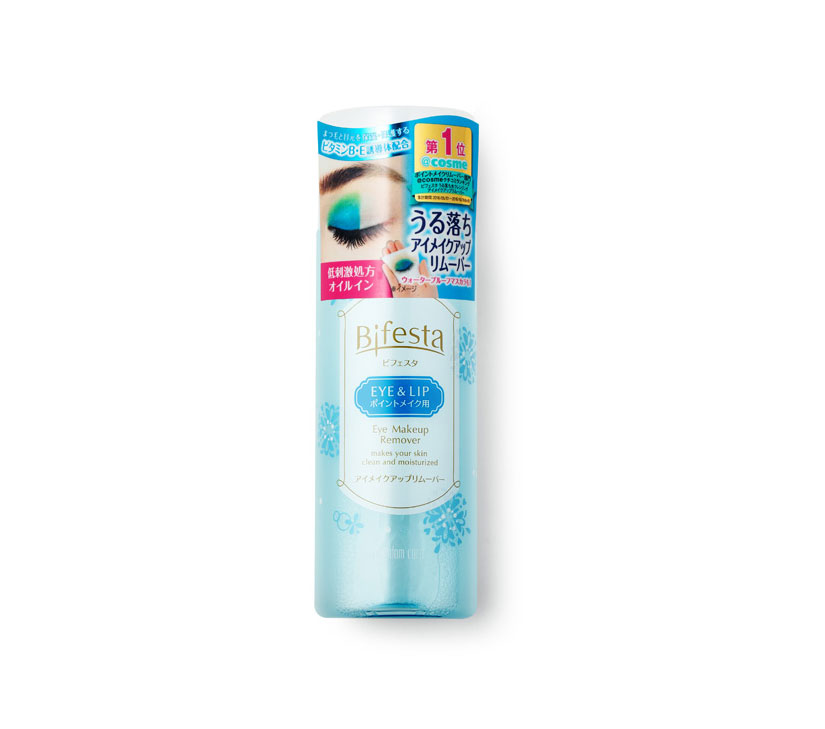 ビタミンB・E誘導体配合
第1位
@cosme
うる落ち
アイメイクアップ
リムーバー
ウォータープルーフマスカラも!
※イメージ
低刺激処方
オイルイン
Bifesta
ビフェスタ
EYE & LIP
ポイントメイク用
Eye Makeup
Remover
makes your skin
clean and moisturized
アイメイクアップリムーバー